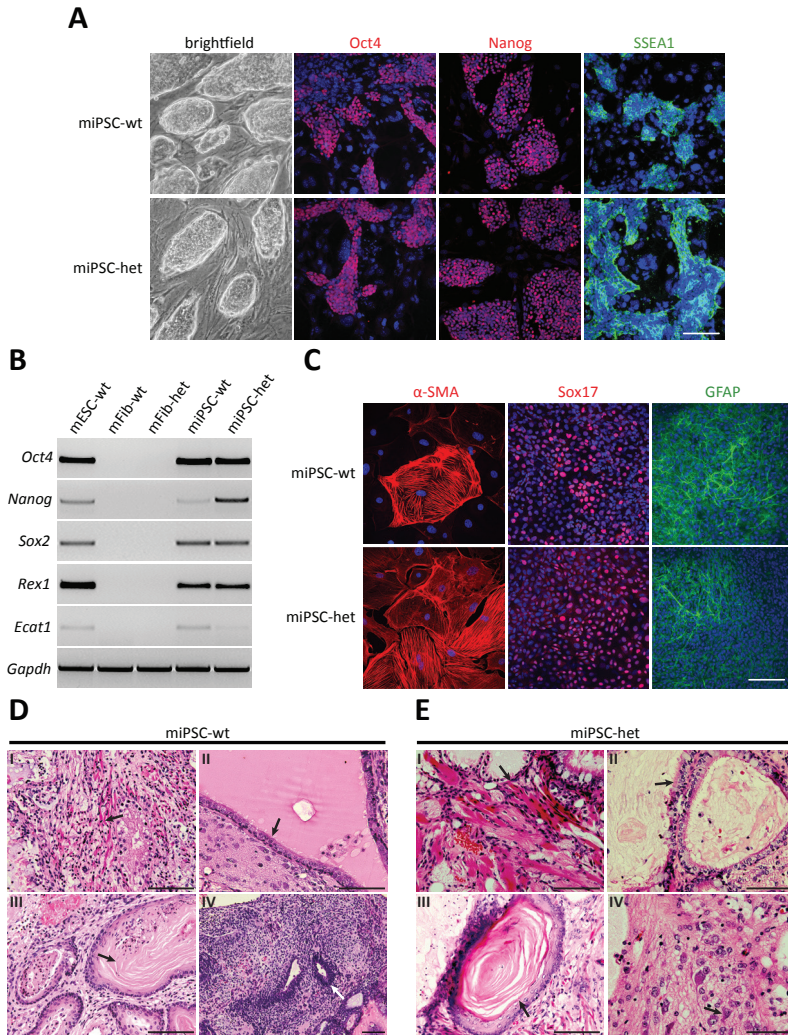 A
brightfield
Oct4
Nanog
SSEA1
miPSC-wt
miPSC-het
B
mESC-wt
mFib-wt
mFib-het
miPSC-wt
miPSC-het
Oct4
Nanog
Sox2
Rex1
Ecat1
Gapdh
C
α-SMA
Sox17
GFAP
miPSC-wt
miPSC-het
D
miPSC-wt
I
II
III
IV
E
miPSC-het
I
II
III
IV